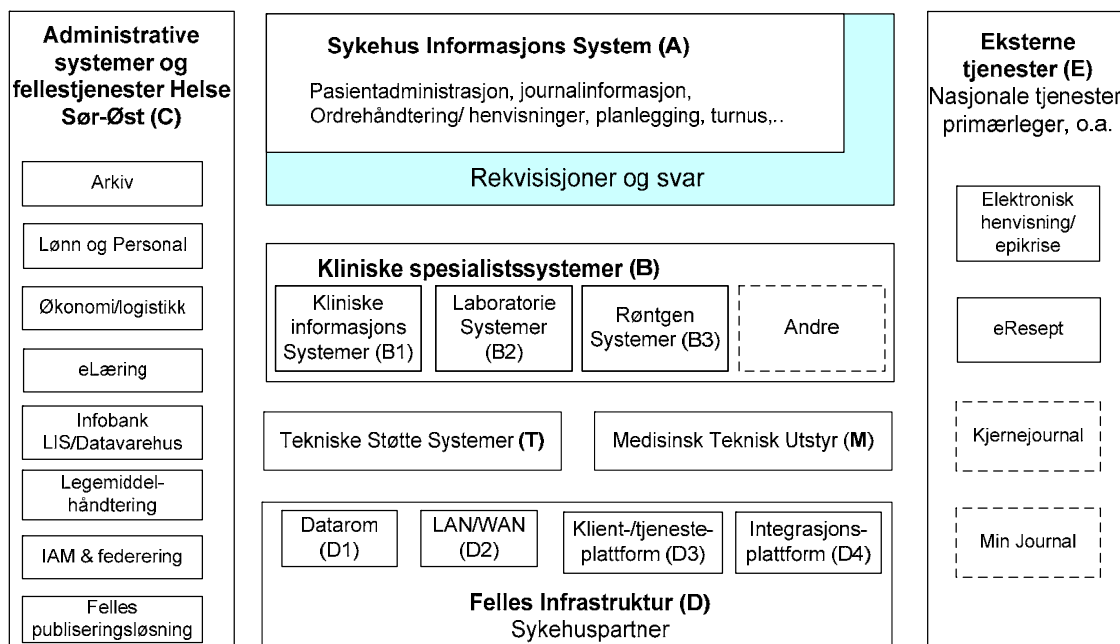 Administrative
systemer og
fellestjenester Helse
Sør-Øst (C)
Arkiv
Lønn og Personal
Økonomi/logistikk
eLæring
Infobank
LIS/Datavarehus
Legemiddel-
håndtering
IAM & federering
Felles
publiseringsløsning
Sykehus Informasjons System (A)
Pasientadministrasjon, journalinformasjon,
Ordrehåndtering/ henvisninger, planlegging, turnus,..
Rekvisisjoner og svar
Kliniske spesialistssystemer (B)
Kliniske
informasjons
Systemer (B1)
Laboratorie
Systemer
(B2)
Røntgen
Systemer (B3)
Andre
Tekniske Støtte Systemer (T)
Medisinsk Teknisk Utstyr (M)
Datarom
(D1)
LAN/WAN
(D2)
Klient-/tjeneste-
plattform (D3)
Integrasjons-
plattform (D4)
Felles Infrastruktur (D)
Sykehuspartner
Eksterne
tjenester (E)
Nasjonale tjenester
primærleger, o.a.
Elektronisk
henvisning/
epikrise
eResept
Kjernejournal
Min Journal